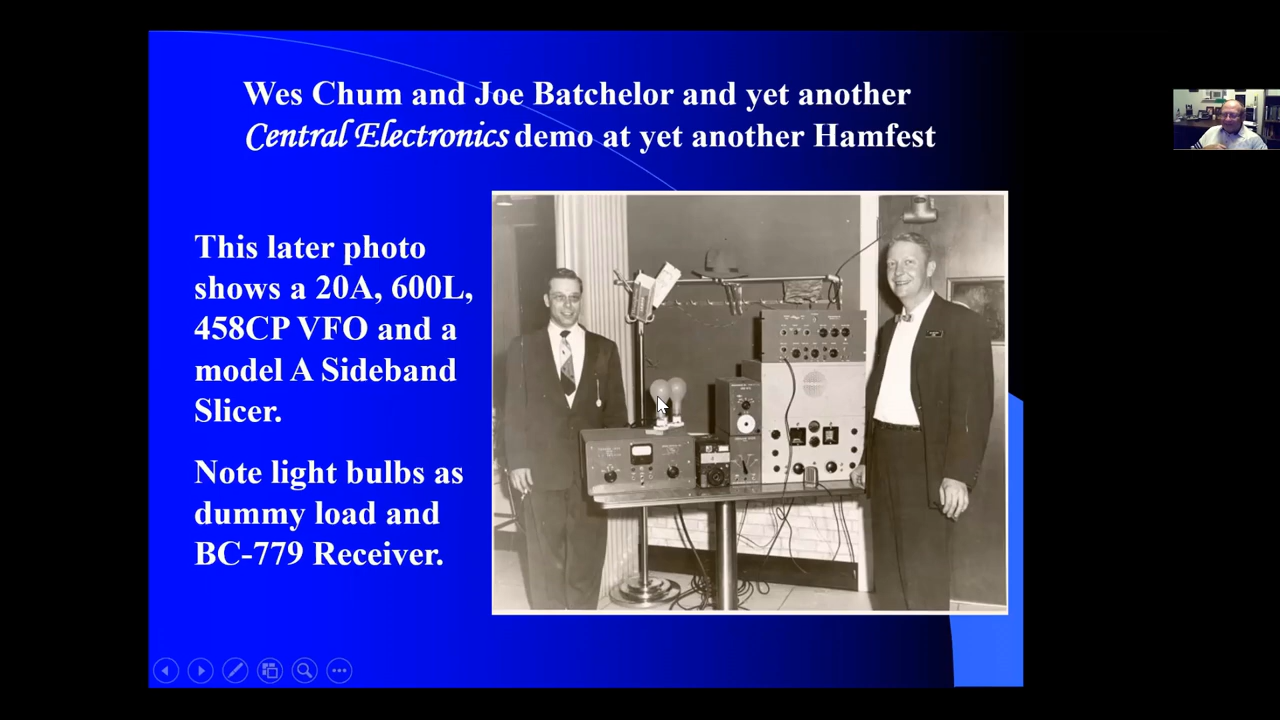 Wes Chum and Joe Batchelor and yet another
Central Electronics demo at yet another Hamfest
This later photo
shows a 20A, 600L,
458CP VFO and a
model A Sideband
Slicer.
Note light bulbs as
dummy load and
BC-779 Receiver.